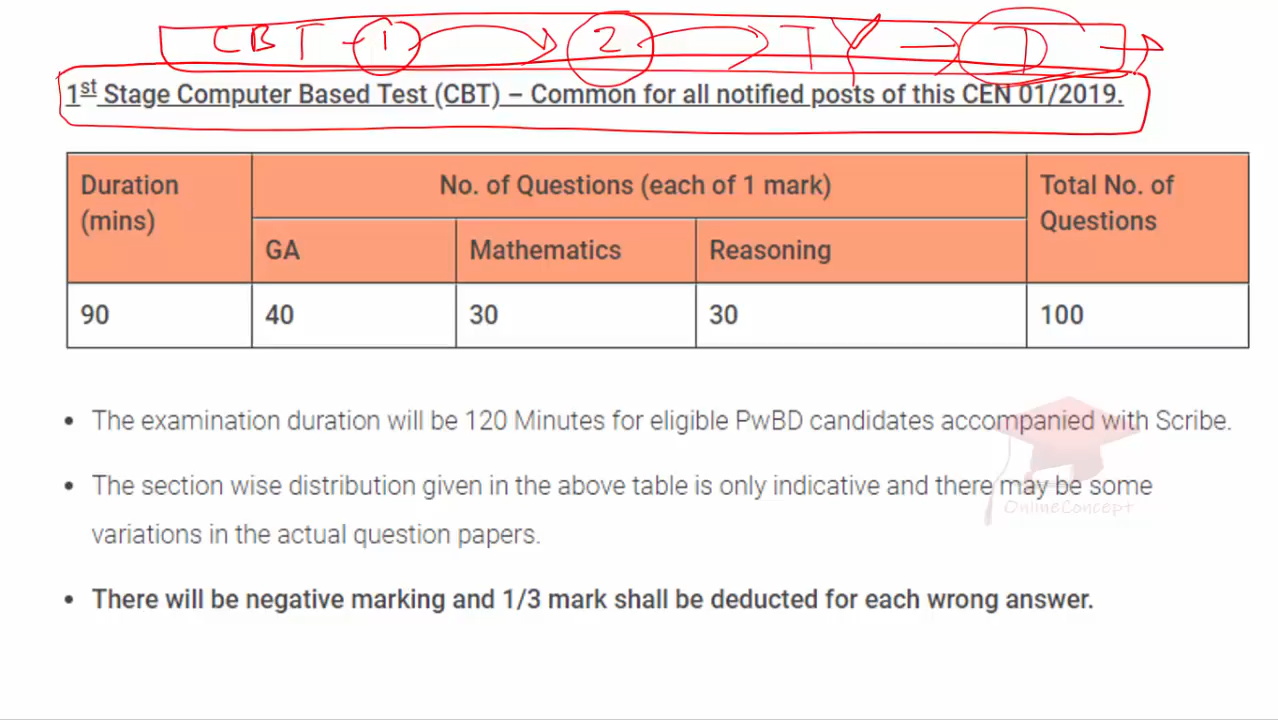 CBT - 1 2 TY D
1st Stage Computer Based Test (CBT) – Common for all notified posts of this CEN 01/2019.
Duration (mins) No. of Questions (each of 1 mark) Total No. of Questions
GA Mathematics Reasoning
90 40 30 30 100
• The examination duration will be 120 Minutes for eligible PwBD candidates accompanied with Scribe.
• The section wise distribution given in the above table is only indicative and there may be some
variations in the actual question papers.
• There will be negative marking and 1/3 mark shall be deducted for each wrong answer.
OnlineConcept